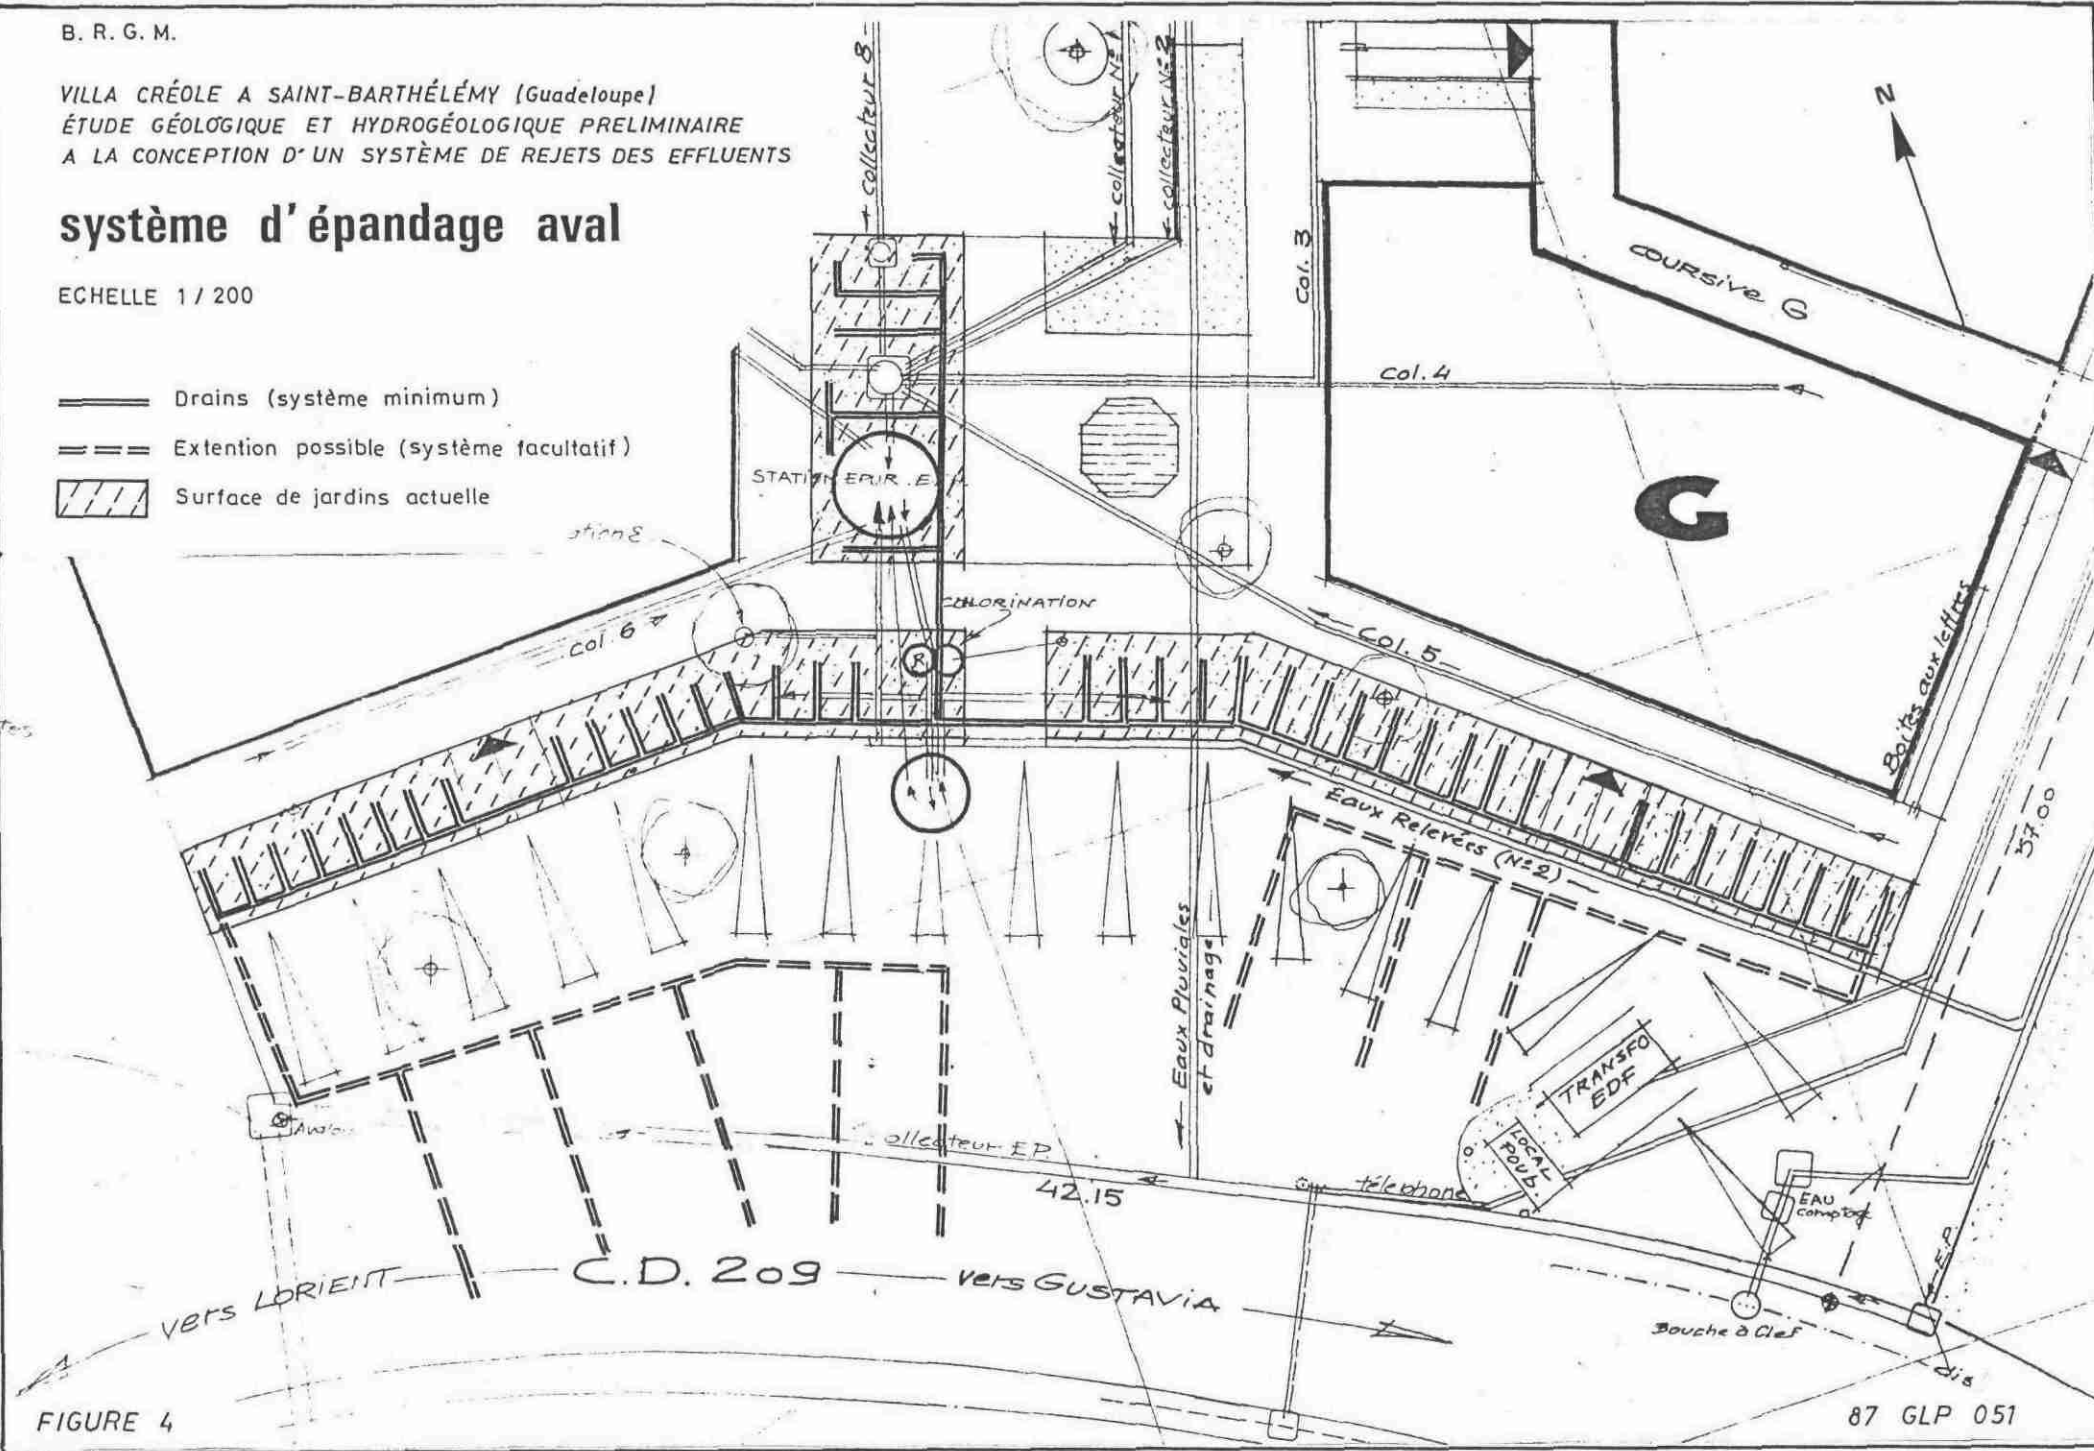 B. R. G. M.
VILLA CRÉOLE A SAINT-BARTHÉLÉMY (Guadeloupe)
ÉTUDE GÉOLOGIQUE ET HYDROGÉOLOGIQUE PRELIMINAIRE
A LA CONCEPTION D'UN SYSTÈME DE REJETS DES EFFLUENTS
système d'épandage aval
ECHELLE 1/200
Drains (système minimum)
Extention possible (système facultatif)
Surface de jardins actuelle
collecteur 8
collecteur N°1
collecteur N°2
Col. 3
N
COURSIVE G
Col. 4
G
STATION EPUR. E.
CHLORINATION
R
Col. 6
Col. 5
Boîtes aux lettres
57.00
Eaux Relevées (N°2)
Eaux Pluviales
et drainage
TRANSFO
EDF
LOCAL
POUB.
ollecteur EP
42.15
téléphone
EAU
comptage
E.P.
Bouche à Clef
vers LORIENT
C.D. 209
vers GUSTAVIA
FIGURE 4
87 GLP 051